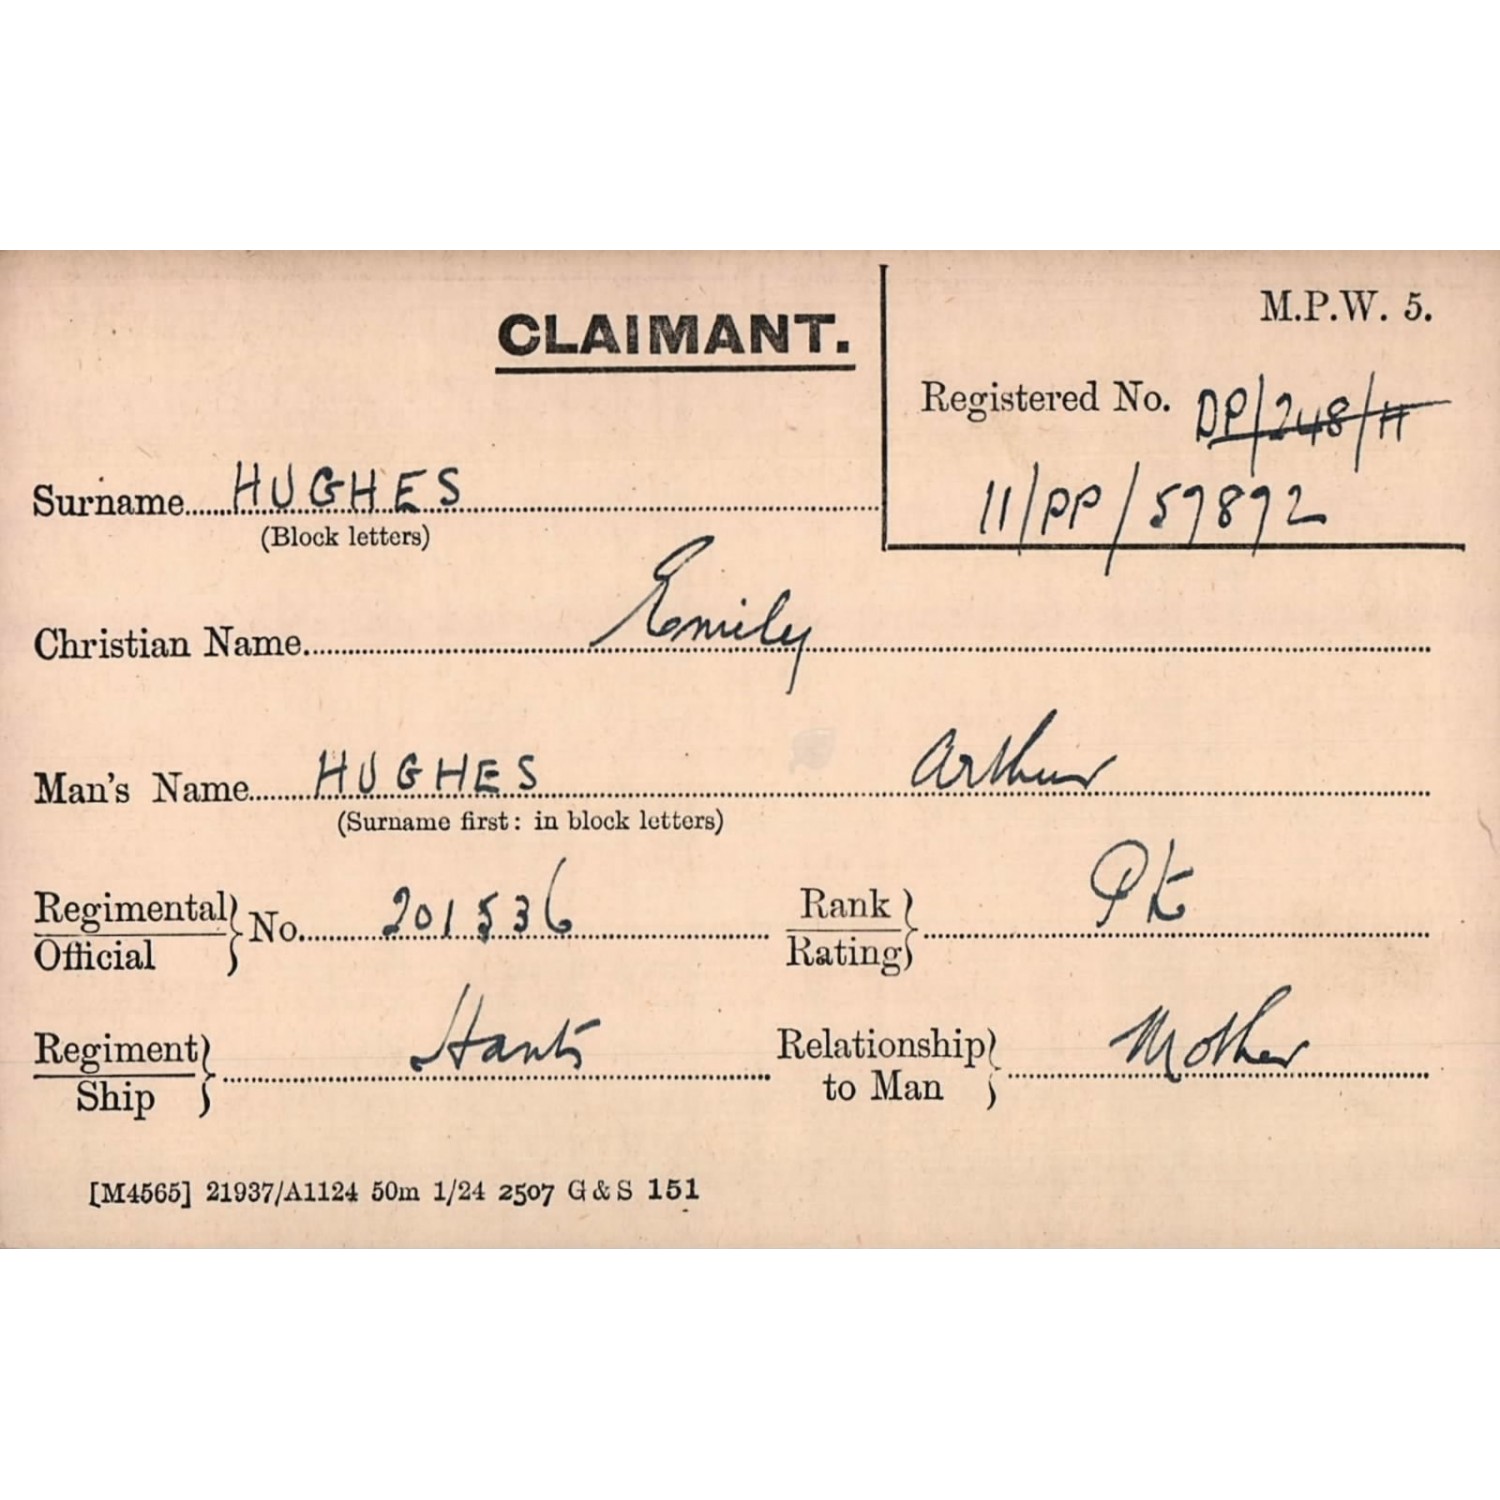 M.P.W. 5.
CLAIMANT.
Registered No. DP/248/H
11/PP/57892
Surname HUGHES
(Block letters)
Christian Name Emily
Man's Name HUGHES Arthur
(Surname first: in block letters)
Regimental/Official No. 201536 Rank/Rating Pte
Regiment/Ship Hants Relationship to Man Mother
[M4565] 21937/A1124 50m 1/24 2507 G & S 151